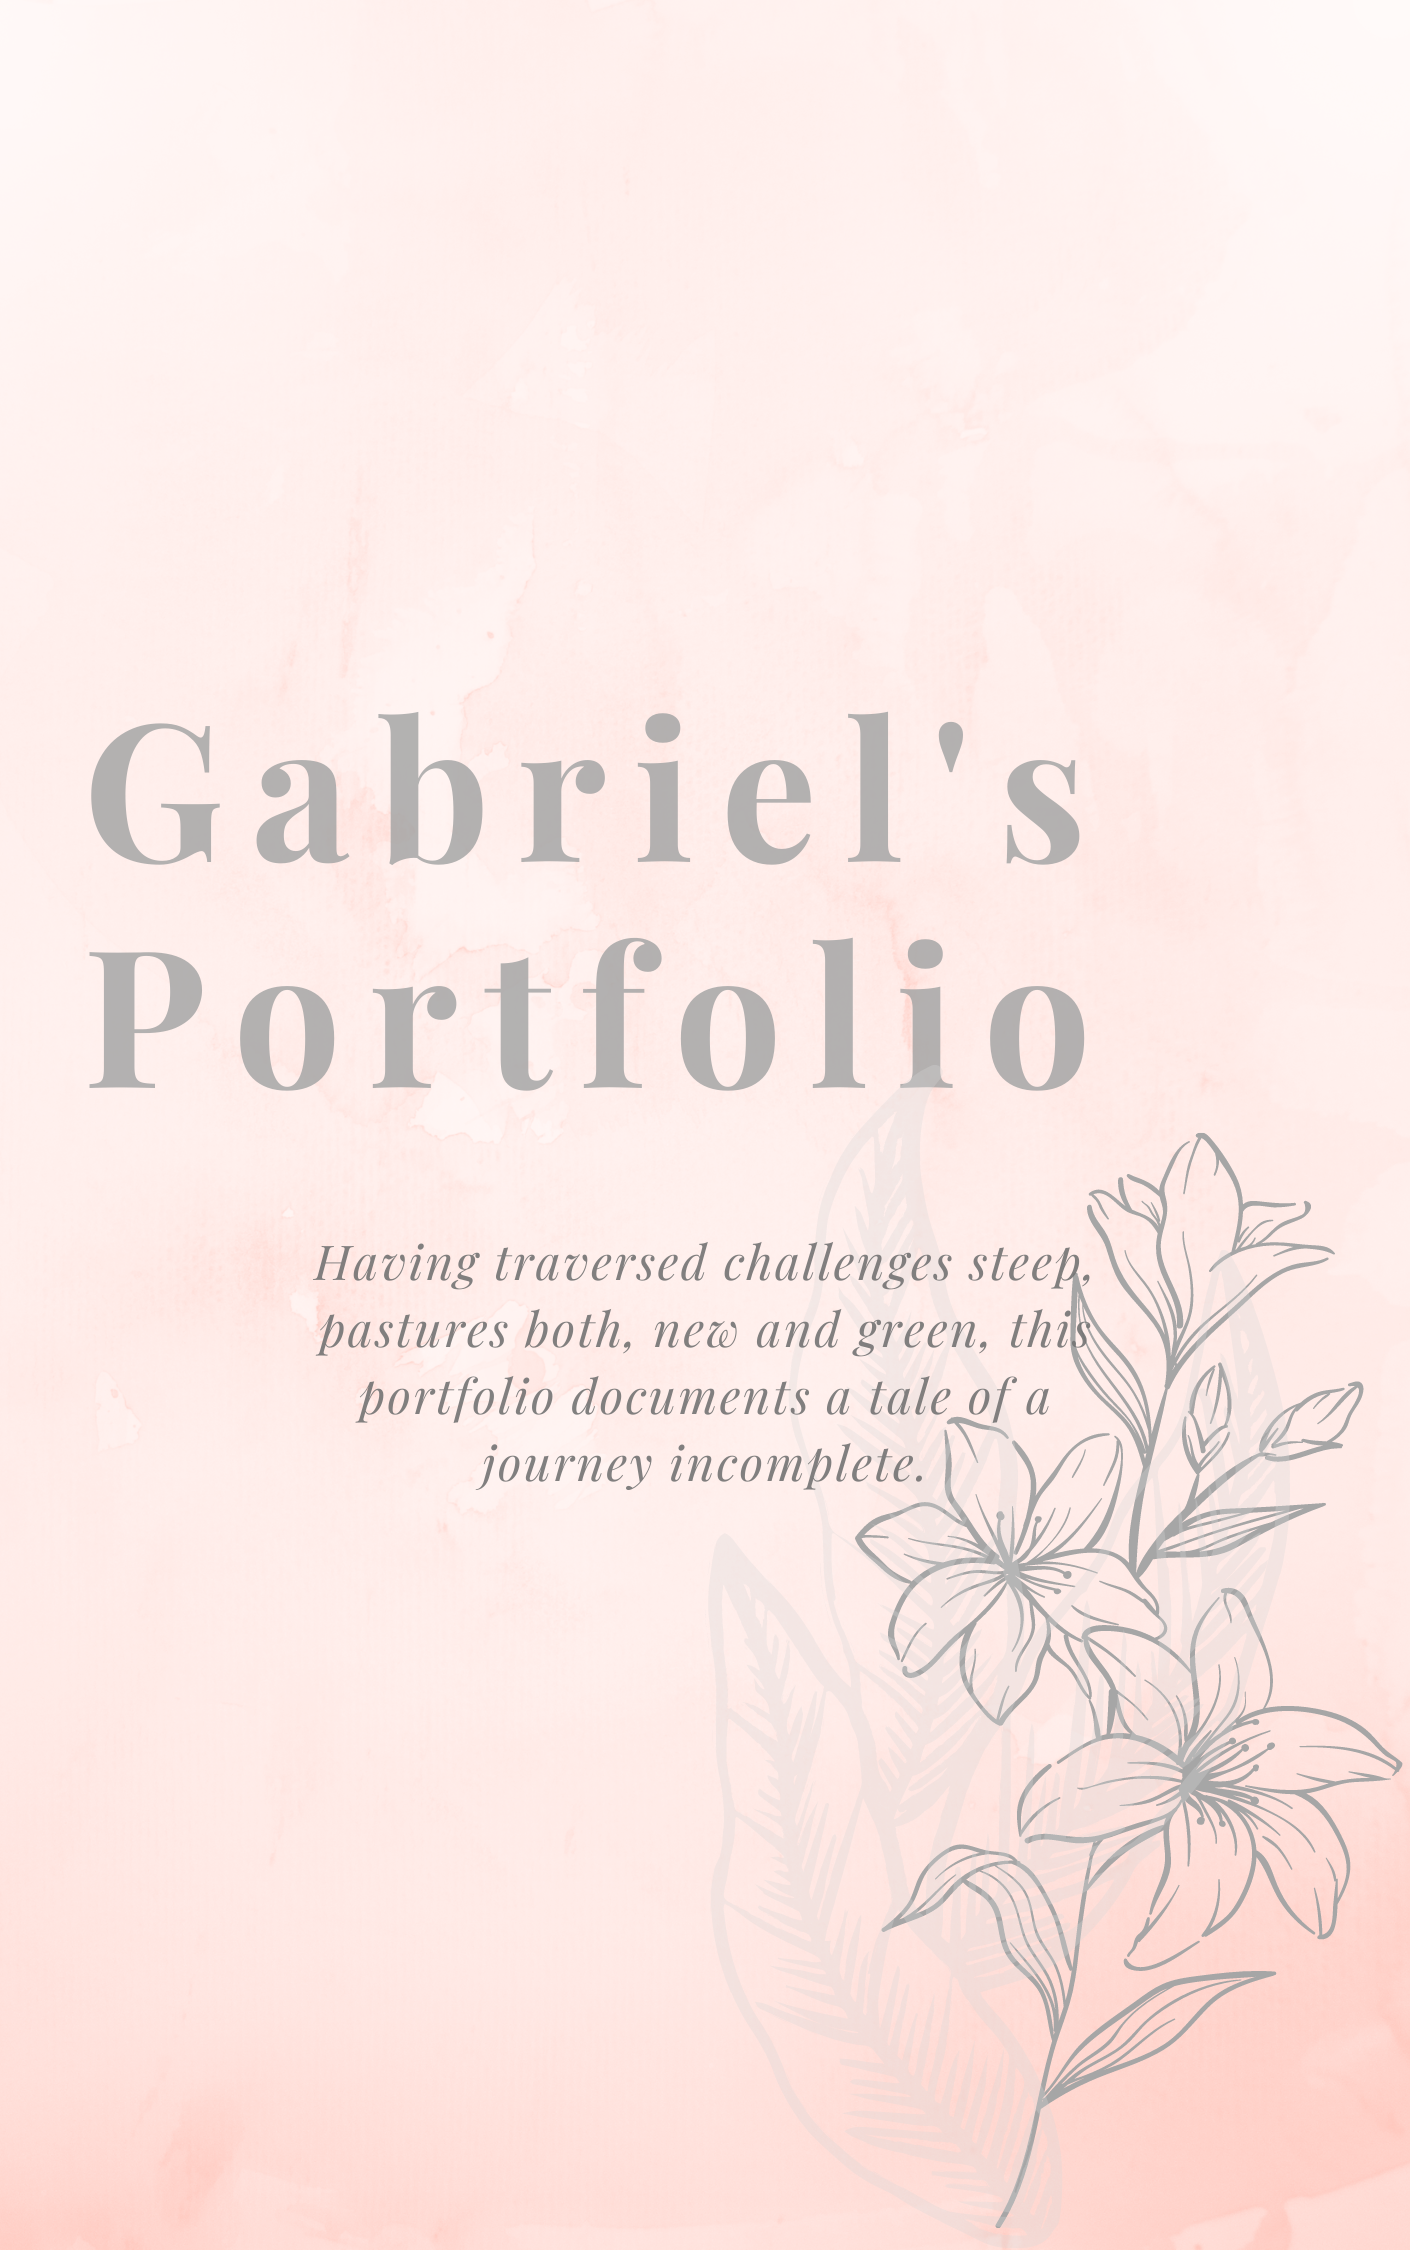 Gabriel's
Portfolio
Having traversed challenges steep,
pastures both, new and green, this
portfolio documents a tale of a
journey incomplete.